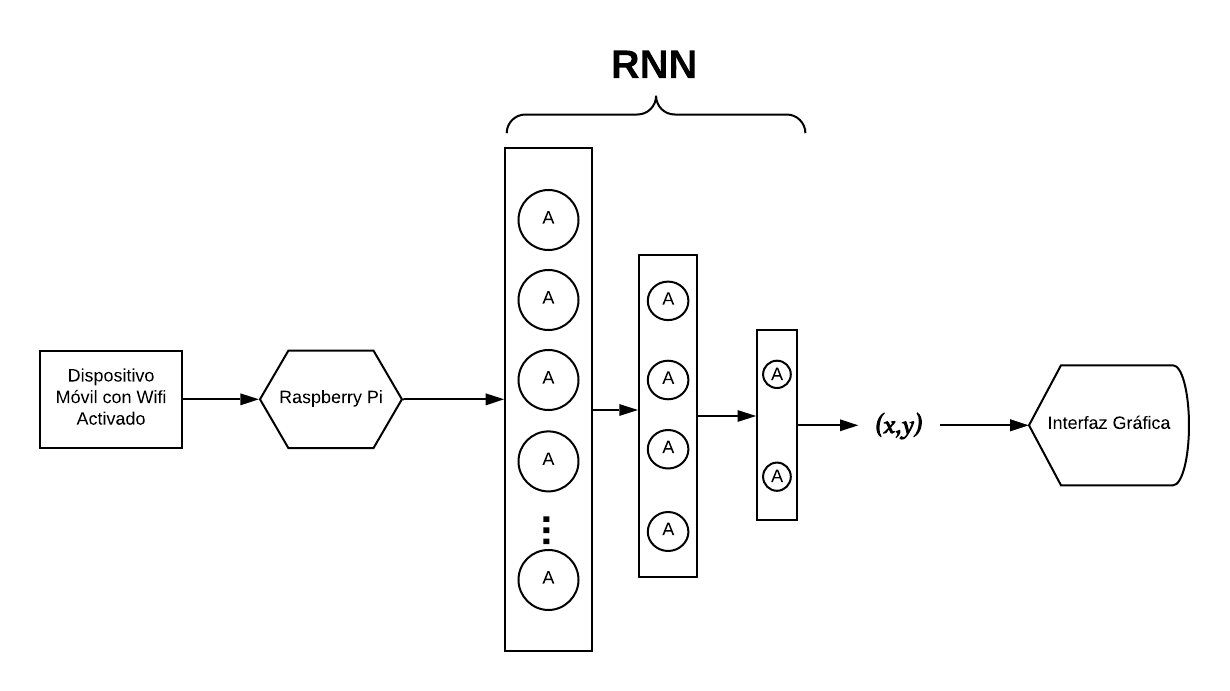 RNN
Dispositivo
Móvil con Wifi
Activado
Raspberry Pi
A
A
A
A
A
A
A
A
A
A
A
(x,y)
Interfaz Gráfica